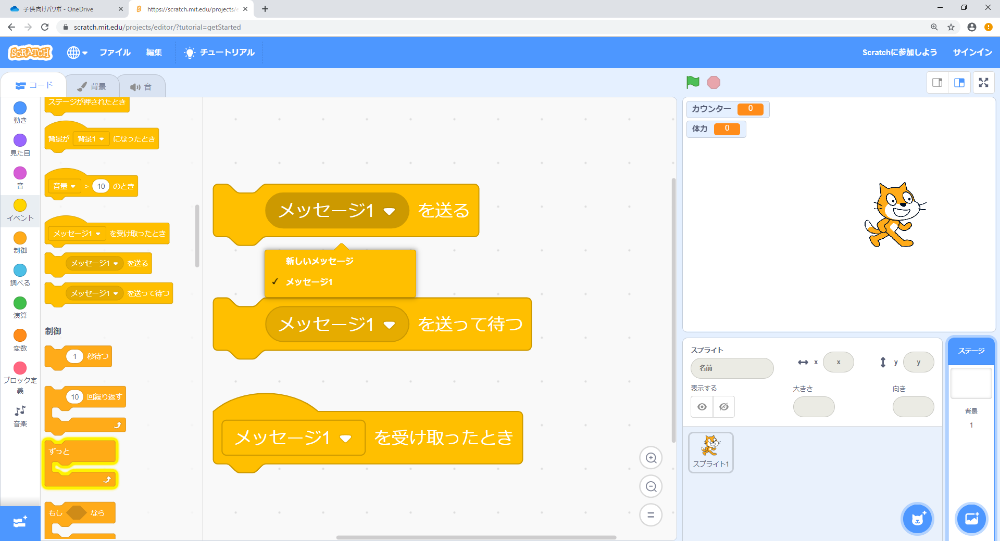 子供向けパワポ - OneDrive
https://scratch.mit.edu/projects/e
scratch.mit.edu/projects/editor/?tutorial=getStarted
SCRATCH
ファイル
編集
チュートリアル
Scratchに参加しよう
サインイン
コード
背景
音
動き
見た目
音
イベント
制御
調べる
演算
変数
ブロック定
義
音楽
ステージが押されたとき
背景が 背景1 になったとき
音量 > 10 のとき
メッセージ1 を受け取ったとき
メッセージ1 を送る
メッセージ1 を送って待つ
制御
1 秒待つ
10 回繰り返す
ずっと
もし なら
メッセージ1 を送る
新しいメッセージ
✓ メッセージ1
メッセージ1 を送って待つ
メッセージ1 を受け取ったとき
カウンター 0
体力 0
スプライト
名前
x x
y y
表示する
大きさ
向き
スプライト1
ステージ
背景
1